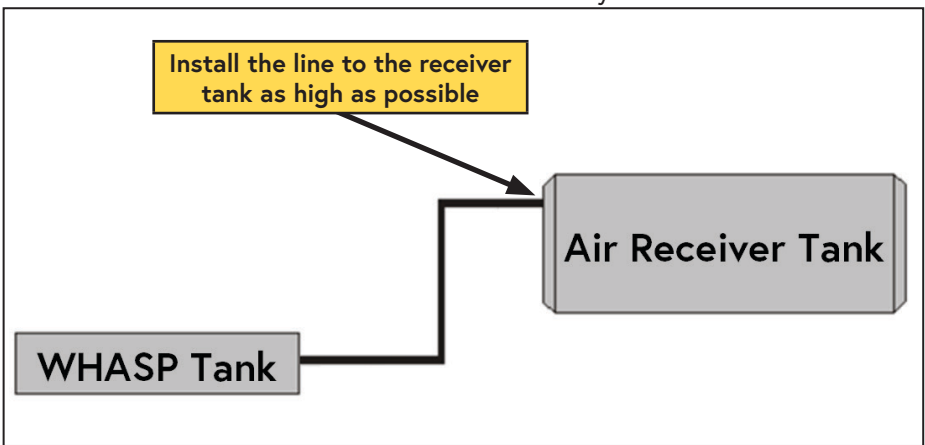 Install the line to the receiver
tank as high as possible
Air Receiver Tank
WHASP Tank